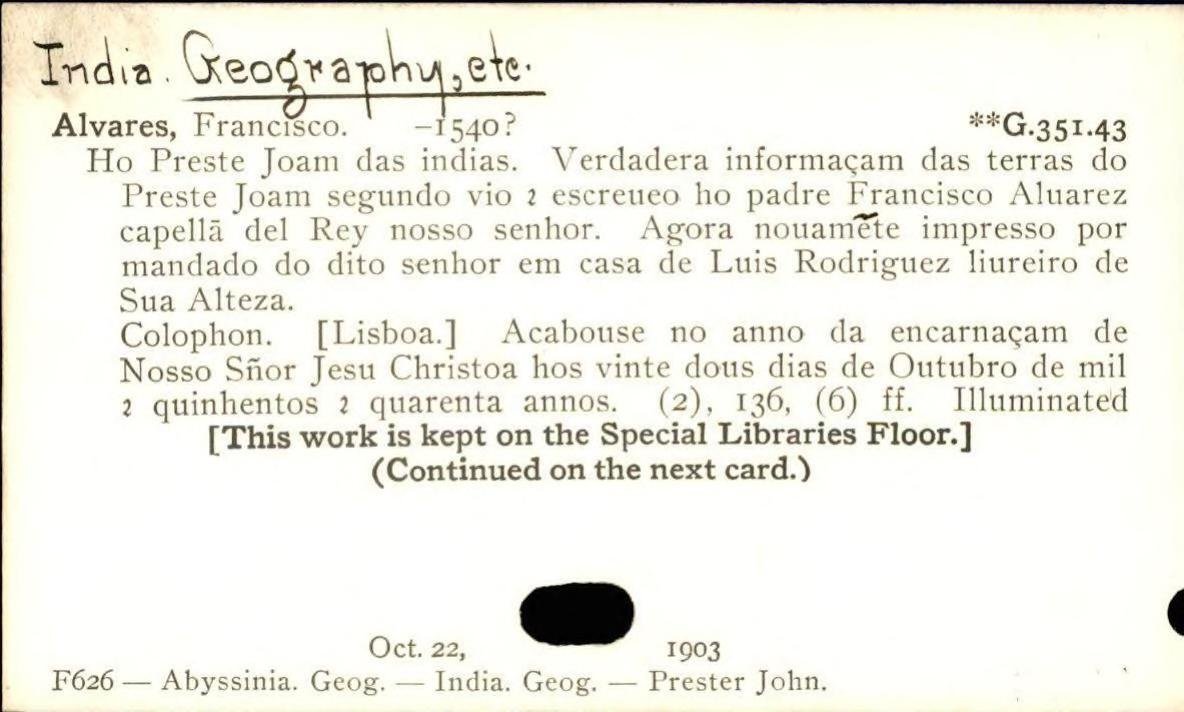 India. Geography, etc.
Alvares, Francisco. –1540? **G.351.43
Ho Preste Joam das indias. Verdadera informaçam das terras do
Preste Joam segundo vio ⁊ escreueo ho padre Francisco Aluarez
capellā del Rey nosso senhor. Agora nouamẽte impresso por
mandado do dito senhor em casa de Luis Rodriguez liureiro de
Sua Alteza.
Colophon. [Lisboa.] Acabouse no anno da encarnaçam de
Nosso Sñor Jesu Christoa hos vinte dous dias de Outubro de mil
⁊ quinhentos ⁊ quarenta annos. (2), 136, (6) ff. Illuminated
[This work is kept on the Special Libraries Floor.]
(Continued on the next card.)
Oct. 22, 1903
F626 — Abyssinia. Geog. — India. Geog. — Prester John.